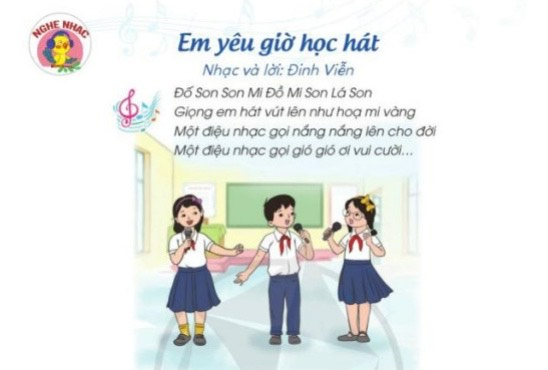 NGHE NHẠC
Em yêu giờ học hát
Nhạc và lời: Đinh Viễn
Đố Son Son Mi Đồ Mi Son Lá Son
Giọng em hát vút lên như hoạ mi vàng
Một điệu nhạc gọi nắng nắng lên cho đời
Một điệu nhạc gọi gió gió ơi vui cười...